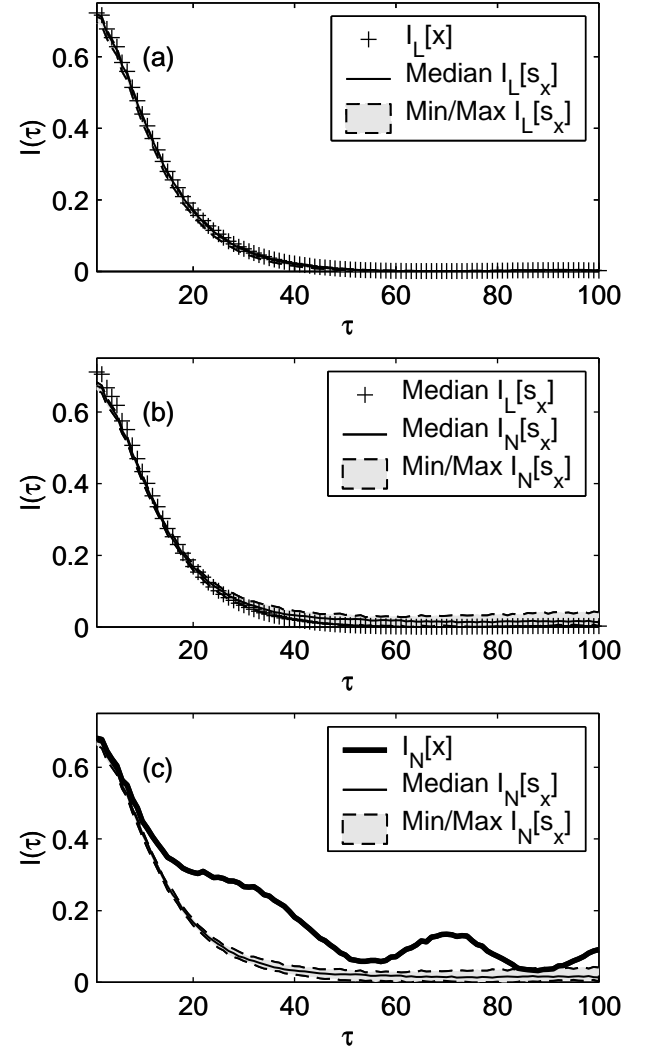 0.6
0.4
0.2
0
I(τ)
(a)
I_L[x]
Median I_L[s_x]
Min/Max I_L[s_x]
20 40 60 80 100
τ
0.6
0.4
0.2
0
I(τ)
(b)
Median I_L[s_x]
Median I_N[s_x]
Min/Max I_N[s_x]
20 40 60 80 100
τ
0.6
0.4
0.2
0
I(τ)
(c)
I_N[x]
Median I_N[s_x]
Min/Max I_N[s_x]
20 40 60 80 100
τ